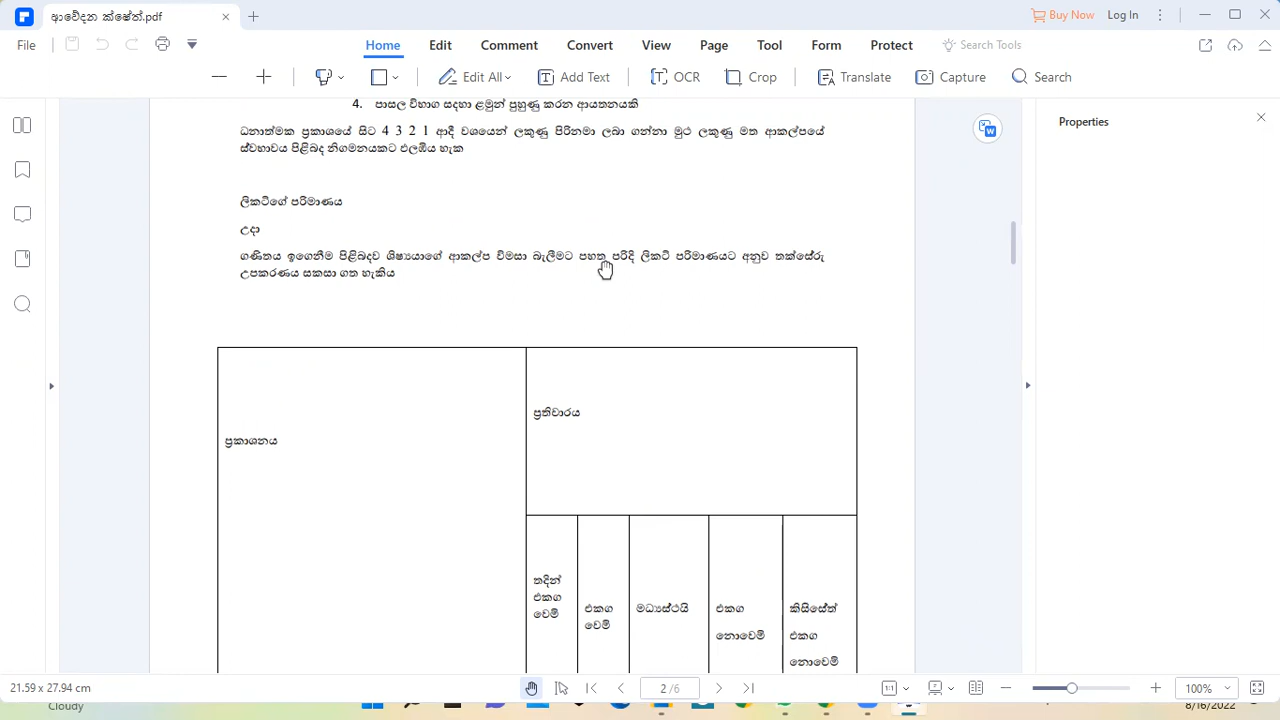 ආවේදන ක්ෂේත්‍ර.pdf
Buy Now Log In
File
Home Edit Comment Convert View Page Tool Form Protect Search Tools
Edit All Add Text OCR Crop Translate Capture Search
4. පාසල විභාග සදහා ළමුන් පුහුණු කරන ආයතනයකි
ධනාත්මක ප්‍රකාශයේ සිට 4 3 2 1 ආදී වශයෙන් ලකුණු පිරිනමා ලබා ගන්නා මුථ ලකුණු මත ආකල්පයේ
ස්වභාවය පිළිබද නිගමනයකට එලඹිය හැක
Properties
ලිකටිගේ පරිමාණය
උදා
ගණිතය ඉගෙනීම පිළිබදව ශිෂ්‍යයාගේ ආකල්ප විමසා බැලීමට පහත පරිදි ලිකටි පරිමාණයට අනුව තක්සේරු
උපකරණය සකසා ගත හැකිය
ප්‍රතිචාරය
ප්‍රකාශනය
තදින්
එකග
වෙමි
එකග
වෙමි
මධ්‍යස්ථයි
එකග
නොවෙමි
කිසිසේත්
එකග
නොවෙමි
21.59 x 27.94 cm
2 /6
100%
Cloudy
8/16/2022